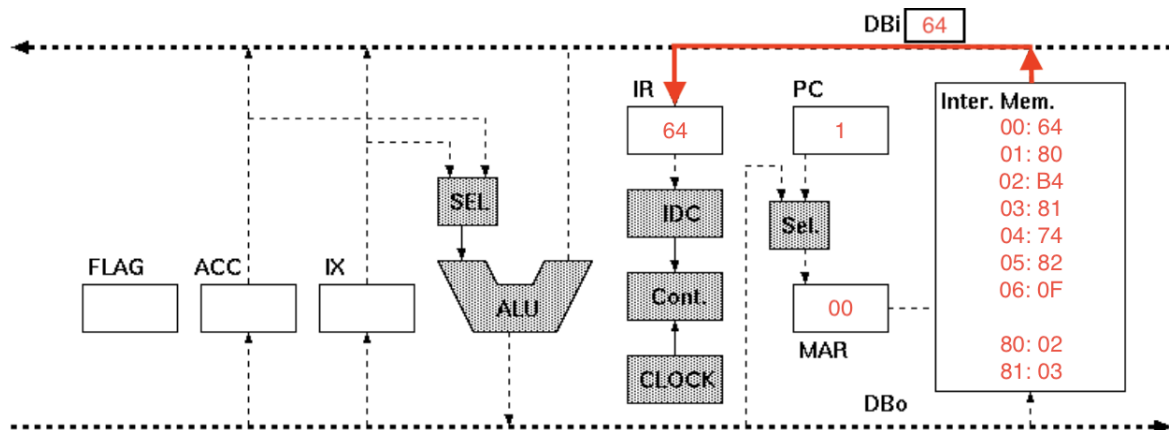 DBi 64
IR PC
64 1
Inter. Mem.
00: 64
01: 80
02: B4
03: 81
04: 74
05: 82
06: 0F
80: 02
81: 03
SEL
IDC
Sel.
FLAG ACC IX
ALU
Cont.
00
MAR
CLOCK
DBo